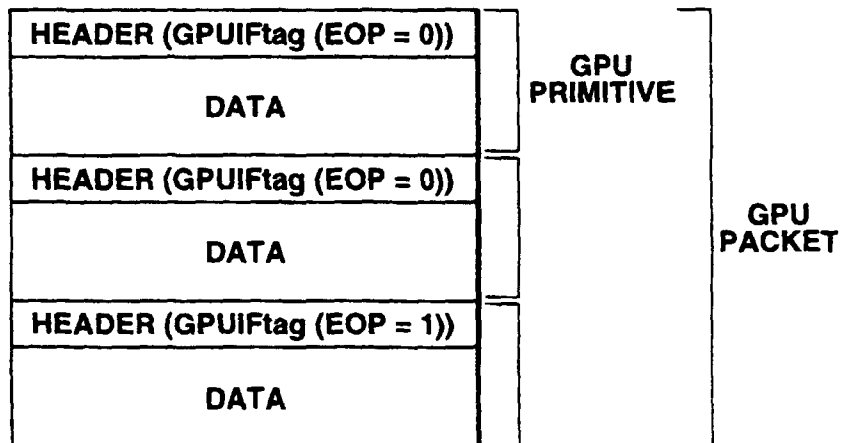 HEADER (GPUIFtag (EOP = 0))
GPU
PRIMITIVE
DATA
HEADER (GPUIFtag (EOP = 0))
GPU
PACKET
DATA
HEADER (GPUIFtag (EOP = 1))
DATA